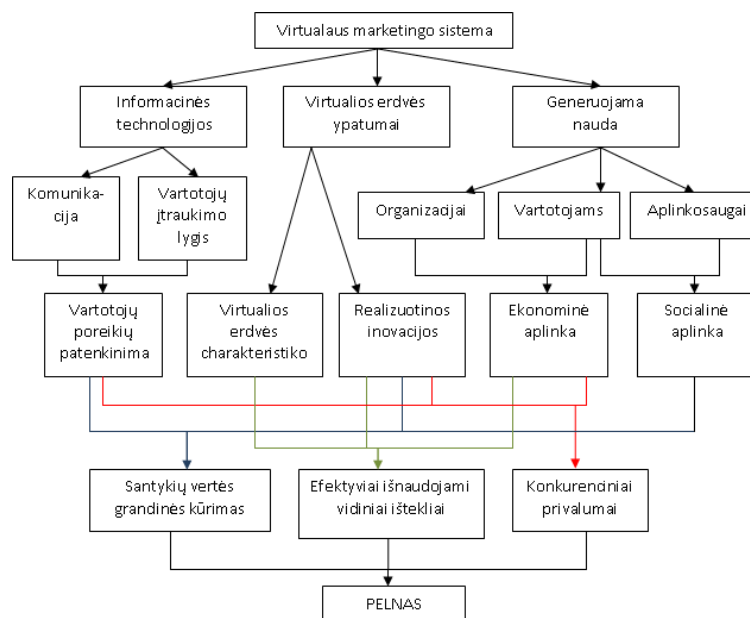 Virtualaus marketingo sistema
Informacinės
technologijos
Virtualios erdvės
ypatumai
Generuojama
nauda
Komunika-
cija
Vartotojų
įtraukimo
lygis
Organizacijai
Vartotojams
Aplinkosaugai
Vartotojų
poreikių
patenkinima
Virtualios
erdvės
charakteristiko
Realizuotinos
inovacijos
Ekonominė
aplinka
Socialinė
aplinka
Santykių vertės
grandinės kūrimas
Efektyviai išnaudojami
vidiniai ištekliai
Konkurenciniai
privalumai
PELNAS